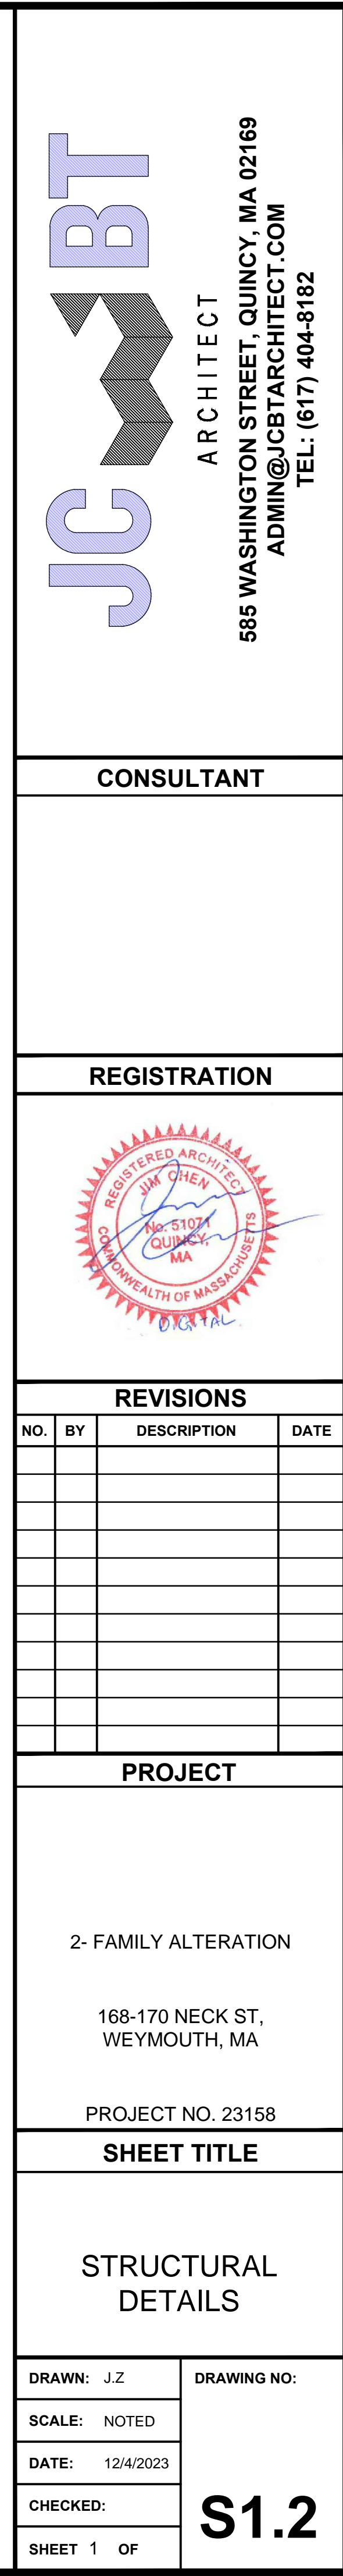 JC BT
ARCHITECT
585 WASHINGTON STREET, QUINCY, MA 02169
ADMIN@JCBTARCHITECT.COM
TEL: (617) 404-8182
CONSULTANT
REGISTRATION
REGISTERED ARCHITECT
JIM CHEN
No. 51071
QUINCY,
MA
COMMONWEALTH OF MASSACHUSETTS
DIGITAL
REVISIONS
NO. BY DESCRIPTION DATE
PROJECT
2- FAMILY ALTERATION
168-170 NECK ST,
WEYMOUTH, MA
PROJECT NO. 23158
SHEET TITLE
STRUCTURAL
DETAILS
DRAWN: J.Z
SCALE: NOTED
DATE: 12/4/2023
CHECKED:
SHEET 1 OF
DRAWING NO:
S1.2